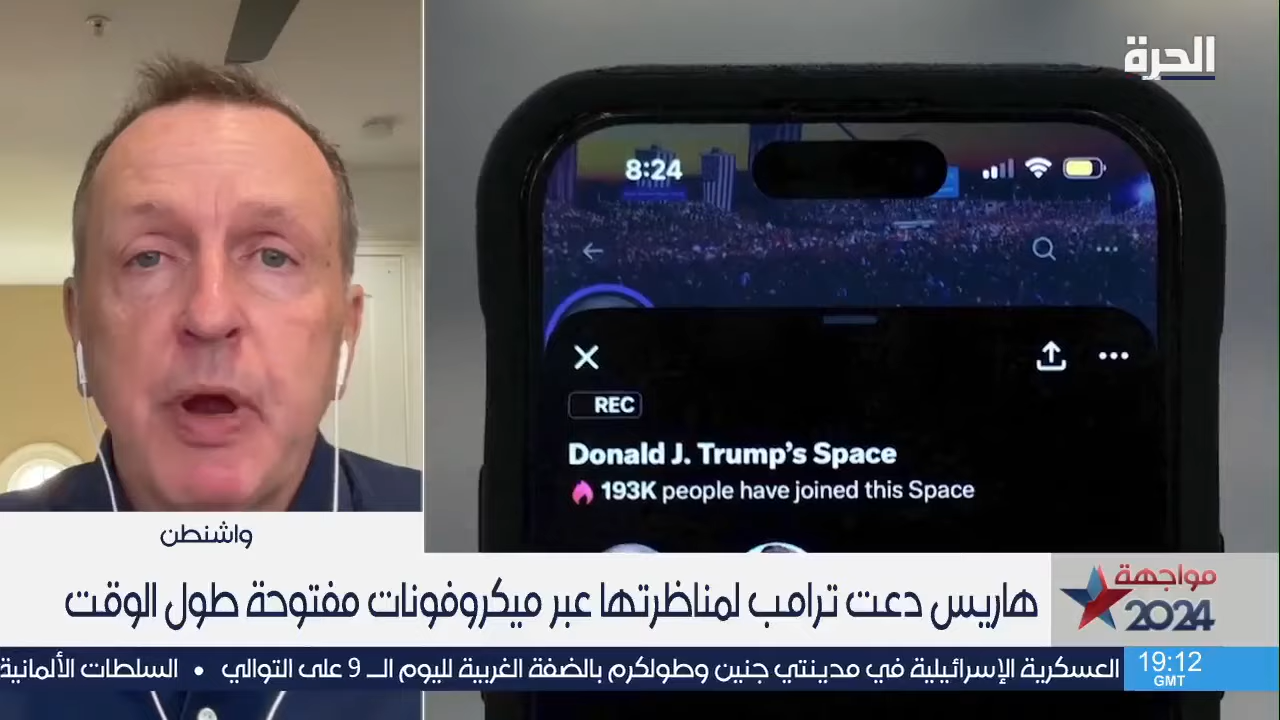 الحرة
8:24
REC
Donald J. Trump's Space
193K people have joined this Space
واشنطن
مواجهة
2024
هاريس دعت ترامب لمناظرتها عبر ميكروفونات مفتوحة طول الوقت
19:12
GMT
العسكرية الإسرائيلية في مدينتي جنين وطولكرم بالضفة الغربية لليوم الـ 9 على التوالي • السلطات الألمانية